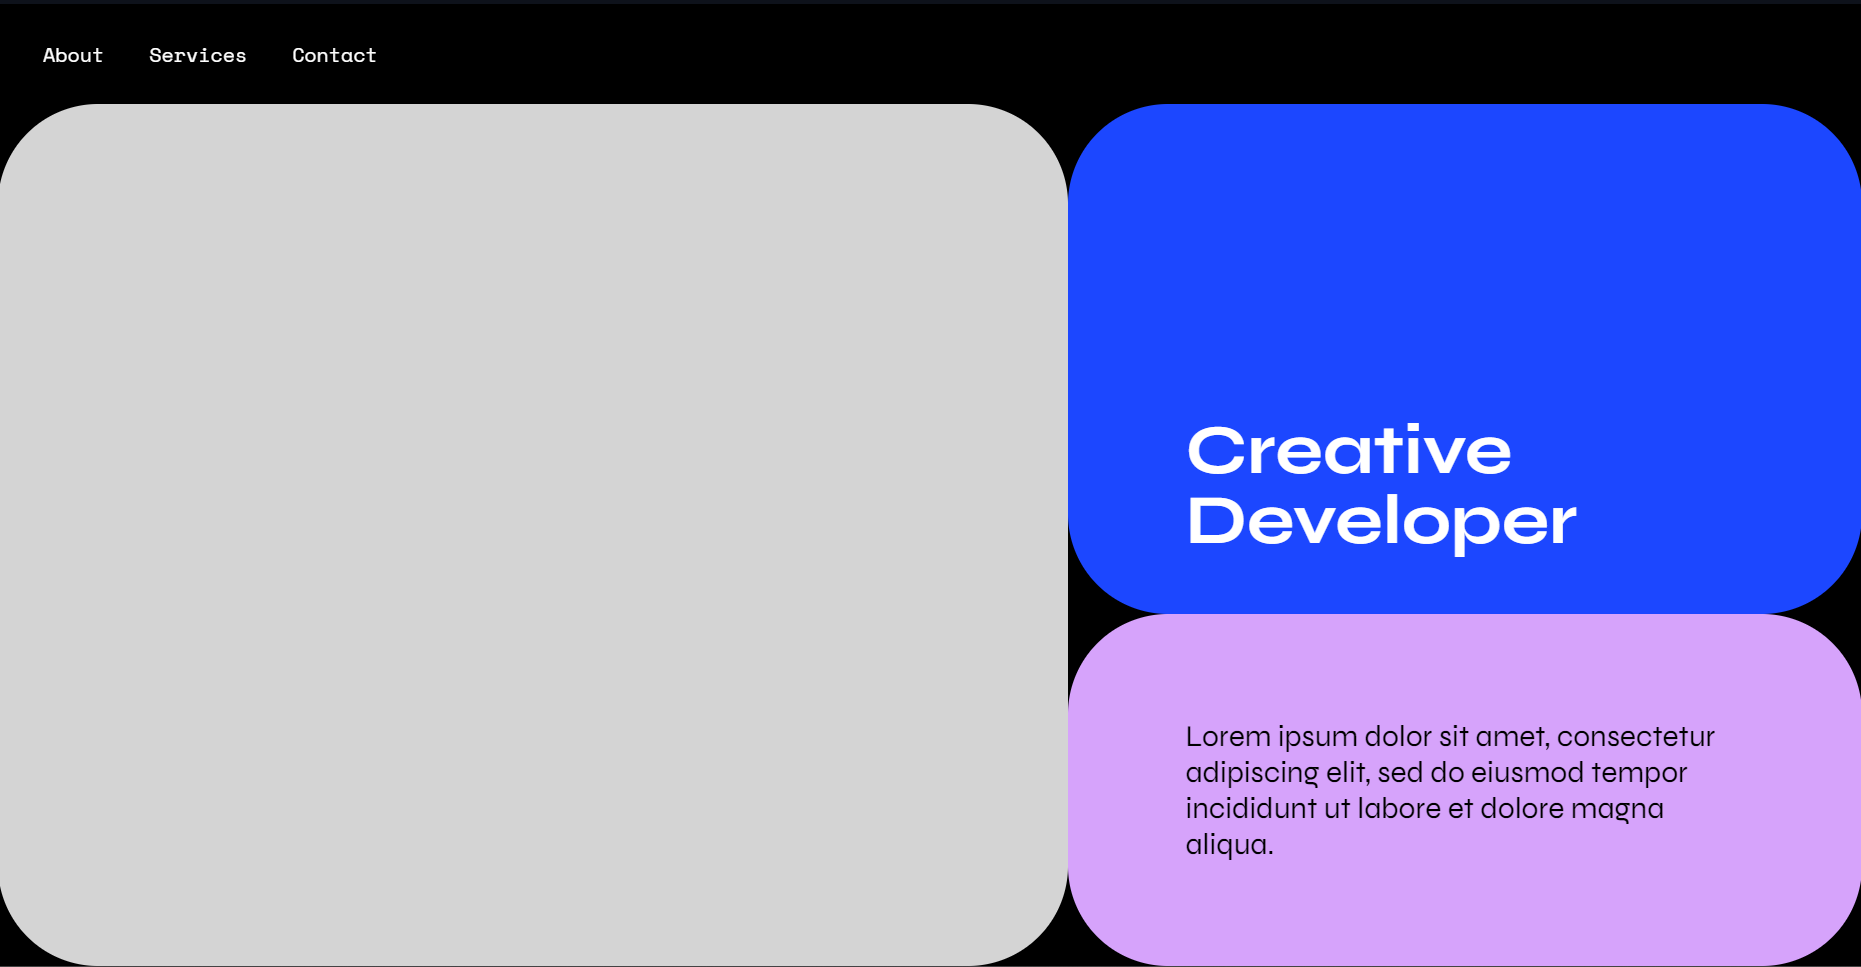 About Services Contact
Creative
Developer
Lorem ipsum dolor sit amet, consectetur
adipiscing elit, sed do eiusmod tempor
incididunt ut labore et dolore magna
aliqua.